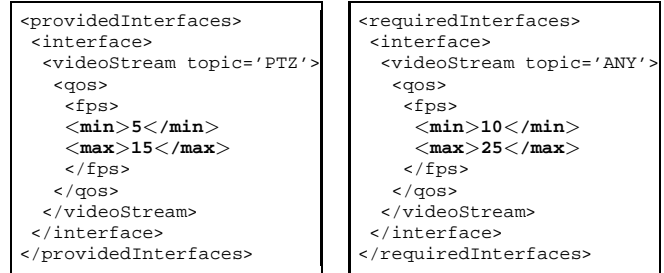 <providedInterfaces>
 <interface>
  <videoStream topic='PTZ'>
   <qos>
    <fps>
    <min>5</min>
    <max>15</max>
    </fps>
   </qos>
  </videoStream>
 </interface>
</providedInterfaces>
<requiredInterfaces>
 <interface>
  <videoStream topic='ANY'>
   <qos>
    <fps>
     <min>10</min>
     <max>25</max>
    </fps>
   </qos>
  </videoStream>
 </interface>
</requiredInterfaces>